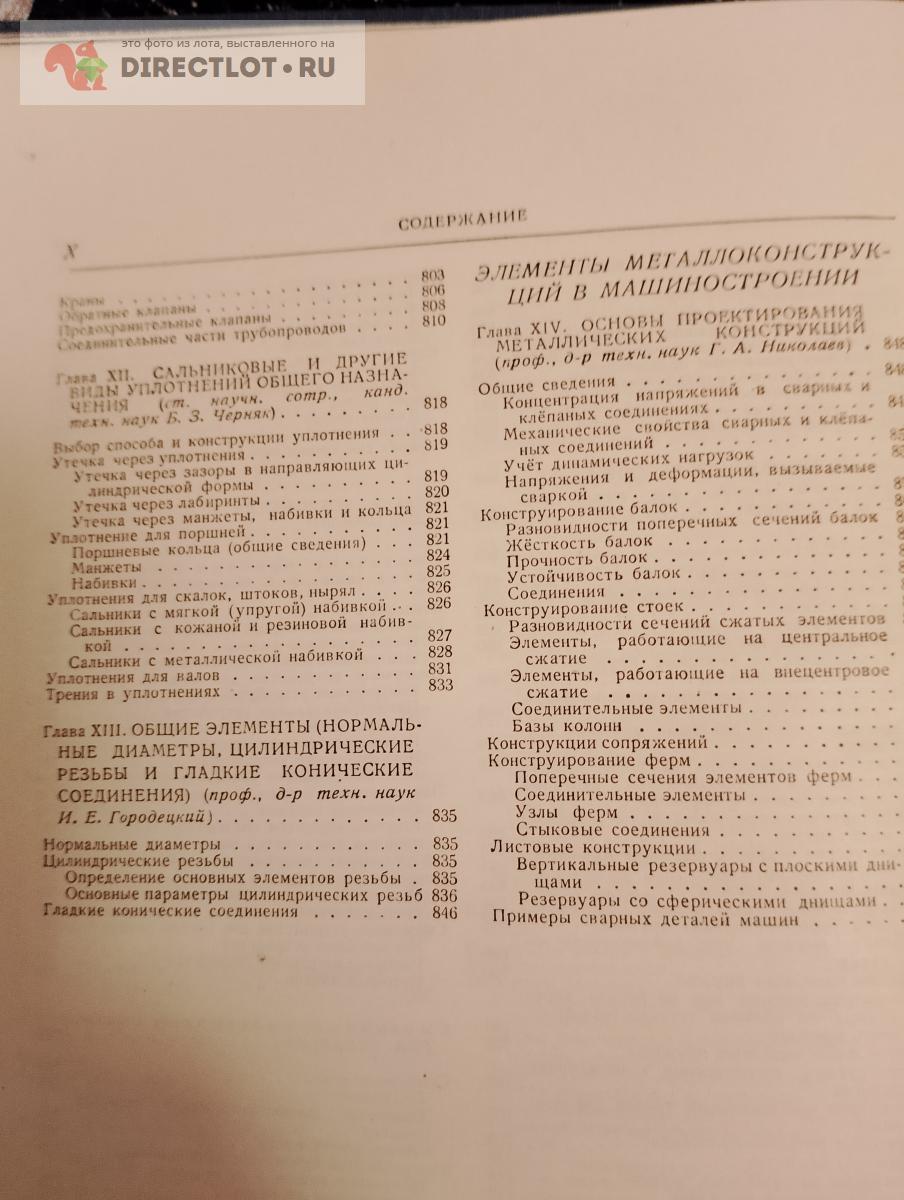 это фото из лота, выставленного на
DIRECTLOT•RU
X
СОДЕРЖАНИЕ
Краны . . . . . . . . . . . . . . . 803
Обратные клапаны . . . . . . . . . . 806
Предохранительные клапаны . . . . . . 808
Соединительные части трубопроводов . . . . 810
Глава XII. САЛЬНИКОВЫЕ И ДРУГИЕ
ВИДЫ УПЛОТНЕНИЙ ОБЩЕГО НАЗНА-
ЧЕНИЯ (ст. научн. сотр., канд.
техн. наук Б. З. Черняк) . . . . . . . . 818
Выбор способа и конструкции уплотнения . . 818
Утечка через уплотнения . . . . . . . . . 819
Утечка через зазоры в направляющих ци-
линдрической формы . . . . . . . . . 819
Утечка через лабиринты . . . . . . . . 820
Утечка через манжеты, набивки и кольца 821
Уплотнение для поршней . . . . . . . . . 821
Поршневые кольца (общие сведения) . . . 821
Манжеты . . . . . . . . . . . . . . 824
Набивки . . . . . . . . . . . . . . . 825
Уплотнения для скалок, штоков, нырял . . . . 826
Сальники с мягкой (упругой) набивкой . . . 826
Сальники с кожаной и резиновой набив-
кой . . . . . . . . . . . . . . . . 827
Сальники с металлической набивкой . . . 828
Уплотнения для валов . . . . . . . . . . 831
Трения в уплотнениях . . . . . . . . . . 833
Глава XIII. ОБЩИЕ ЭЛЕМЕНТЫ (НОРМАЛЬ-
НЫЕ ДИАМЕТРЫ, ЦИЛИНДРИЧЕСКИЕ
РЕЗЬБЫ И ГЛАДКИЕ КОНИЧЕСКИЕ
СОЕДИНЕНИЯ) (проф., д-р техн. наук
И. Е. Городецкий) . . . . . . . . . . . 835
Нормальные диаметры . . . . . . . . . . 835
Цилиндрические резьбы . . . . . . . . . 835
Определение основных элементов резьбы . 835
Основные параметры цилиндрических резьб 836
Гладкие конические соединения . . . . . . 846
ЭЛЕМЕНТЫ МЕТАЛЛОКОНСТРУК-
ЦИЙ В МАШИНОСТРОЕНИИ
Глава XIV. ОСНОВЫ ПРОЕКТИРОВАНИЯ
МЕТАЛЛИЧЕСКИХ КОНСТРУКЦИЙ
(проф., д-р техн. наук Г. А. Николаев) . 848
Общие сведения . . . . . . . . . . . . .
Концентрация напряжений в сварных и
клёпаных соединениях . . . . . . . . .
Механические свойства сварных и клёпа-
ных соединений . . . . . . . . . . .
Учёт динамических нагрузок . . . . . . .
Напряжения и деформации, вызываемые
сваркой . . . . . . . . . . . . . .
Конструирование балок . . . . . . . . . .
Разновидности поперечных сечений балок
Жёсткость балок . . . . . . . . . . .
Прочность балок . . . . . . . . . . .
Устойчивость балок . . . . . . . . . .
Соединения . . . . . . . . . . . . .
Конструирование стоек . . . . . . . . . .
Разновидности сечений сжатых элементов
Элементы, работающие на центральное
сжатие . . . . . . . . . . . . . .
Элементы, работающие на внецентровое
сжатие . . . . . . . . . . . . . .
Соединительные элементы . . . . . . . .
Базы колонн . . . . . . . . . . . . .
Конструкции сопряжений . . . . . . . . .
Конструирование ферм . . . . . . . . . .
Поперечные сечения элементов ферм . . .
Соединительные элементы . . . . . . . .
Узлы ферм . . . . . . . . . . . . . .
Стыковые соединения . . . . . . . . . .
Листовые конструкции . . . . . . . . . .
Вертикальные резервуары с плоскими дни-
щами . . . . . . . . . . . . . . .
Резервуары со сферическими днищами . .
Примеры сварных деталей машин . . . . .